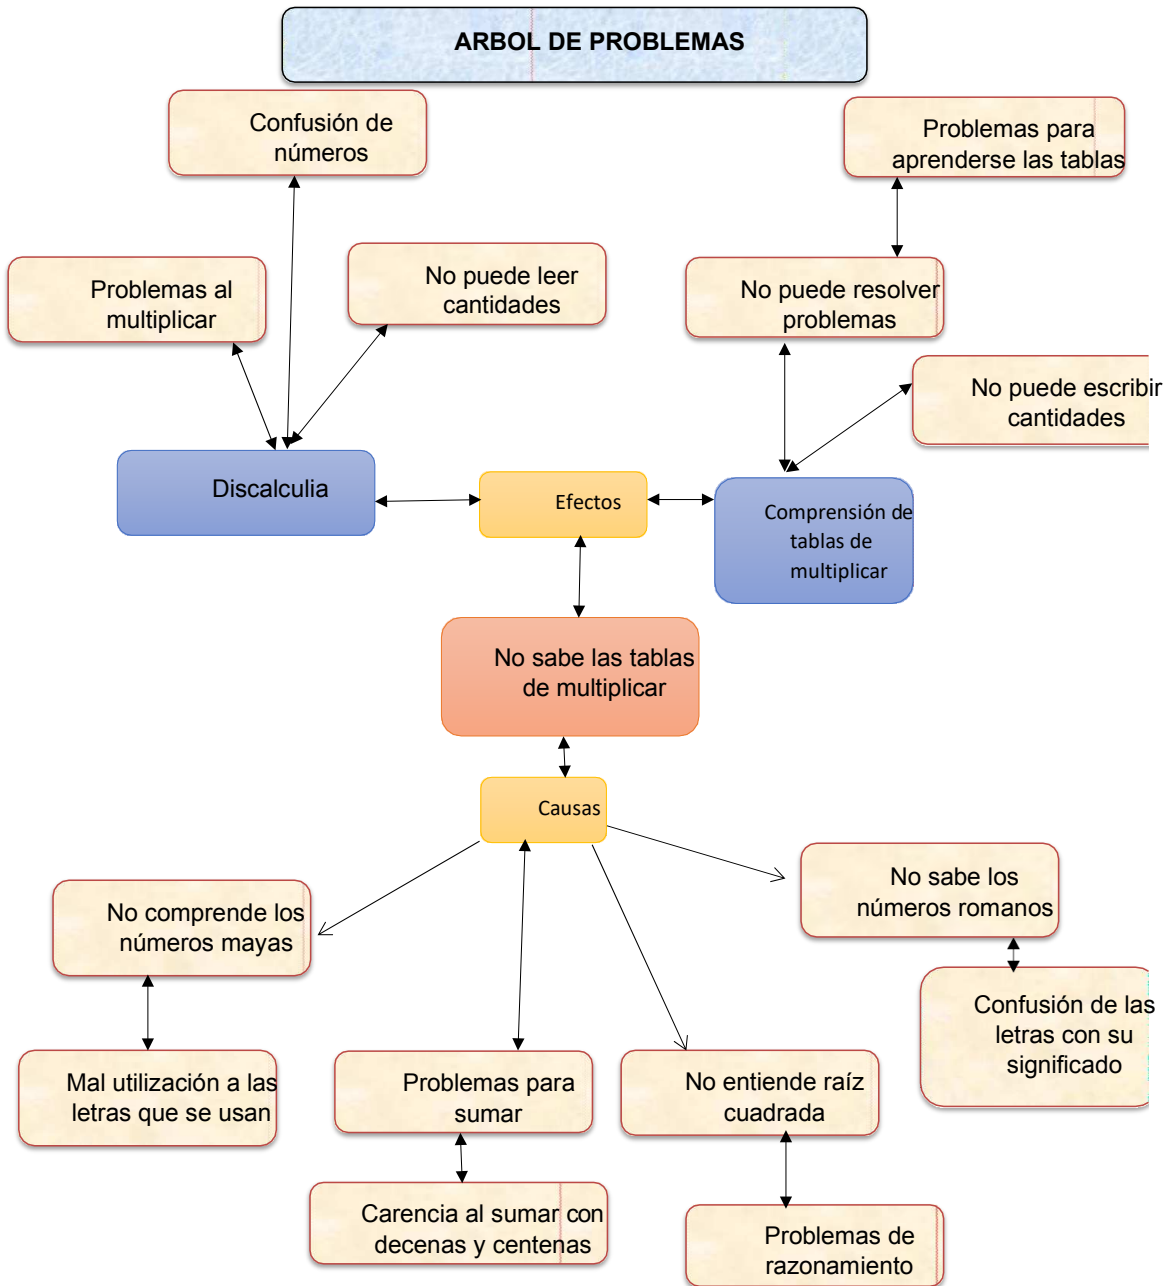 ARBOL DE PROBLEMAS
Confusión de
números
Problemas para
aprenderse las tablas
Problemas al
multiplicar
No puede leer
cantidades
No puede resolver
problemas
No puede escribir
cantidades
Discalculia
Efectos
Comprensión de
tablas de
multiplicar
No sabe las tablas
de multiplicar
Causas
No comprende los
números mayas
No sabe los
números romanos
Confusión de las
letras con su
significado
Mal utilización a las
letras que se usan
Problemas para
sumar
No entiende raíz
cuadrada
Carencia al sumar con
decenas y centenas
Problemas de
razonamiento